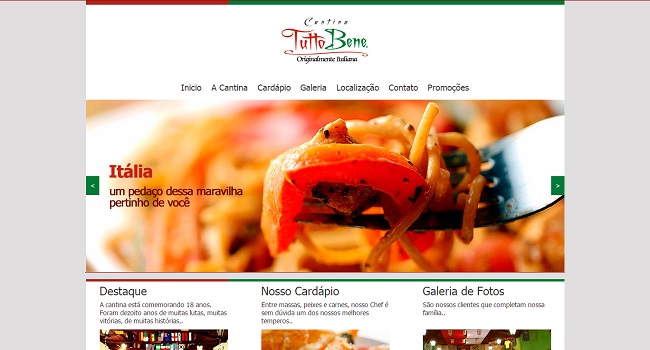 Cantina
Tutto Bene.
Originalmente Italiana
Inicio A Cantina Cardápio Galeria Localização Contato Promoções
Itália
um pedaço dessa maravilha
pertinho de você
< >
Destaque
A cantina está comemorando 18 anos.
Foram dezoito anos de muitas lutas, muitas
vitórias, de muitas histórias..
Nosso Cardápio
Entre massas, peixes e carnes, nosso Chef é
sem dúvida um dos nossos melhores
temperos..
Galeria de Fotos
São nossos clientes que completam nossa
família..